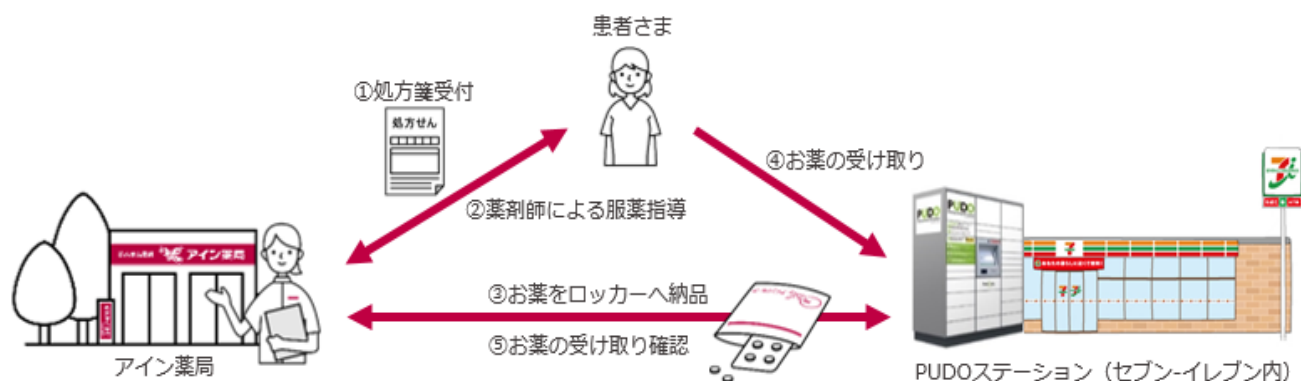 患者さま
①処方箋受付
処方せん
④お薬の受け取り
②薬剤師による服薬指導
PUDO
PUDO
アイン薬局
③お薬をロッカーへ納品
⑤お薬の受け取り確認
アイン薬局
PUDOステーション（セブン-イレブン内）